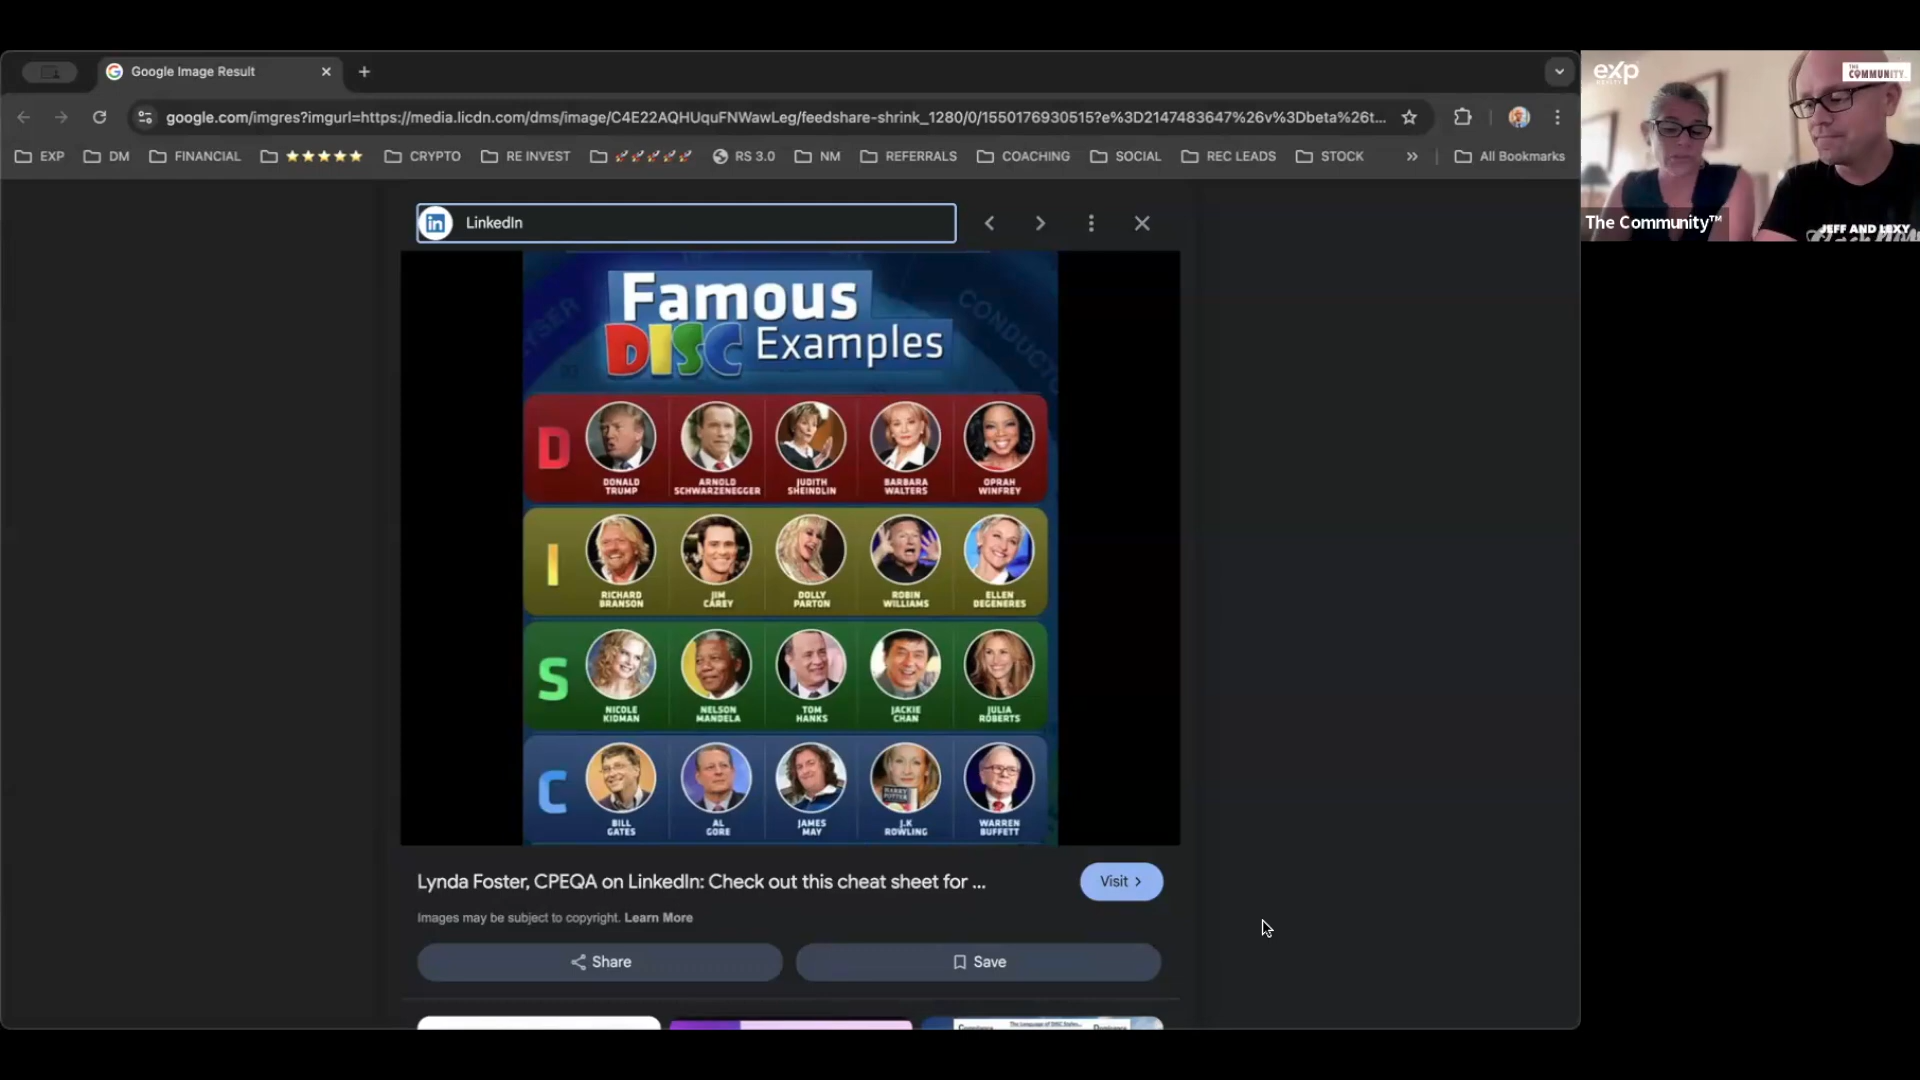 Google Image Result
google.com/imgres?imgurl=https://media.licdn.com/dms/image/C4E22AQHUquFNWawLeg/feedshare-shrink_1280/0/1550176930515?e%3D2147483647%26v%3Dbeta%26t...
EXP DM FINANCIAL CRYPTO RE INVEST RS 3.0 NM REFERRALS COACHING SOCIAL REC LEADS STOCK » All Bookmarks
LinkedIn
Famous
DISC Examples
CONDUCTO
D
DONALD TRUMP
ARNOLD SCHWARZENEGGER
JUDITH SHEINDLIN
BARBARA WALTERS
OPRAH WINFREY
I
RICHARD BRANSON
JIM CAREY
DOLLY PARTON
ROBIN WILLIAMS
ELLEN DEGENERES
S
NICOLE KIDMAN
NELSON MANDELA
TOM HANKS
JACKIE CHAN
JULIA ROBERTS
C
BILL GATES
AL GORE
JAMES MAY
J.K ROWLING
WARREN BUFFETT
HARRY POTTER
Lynda Foster, CPEQA on LinkedIn: Check out this cheat sheet for ...
Visit
Images may be subject to copyright. Learn More
Share
Save
exp
REALTY
THE
COMMUNITY
The Community™
JEFF AND LEXY